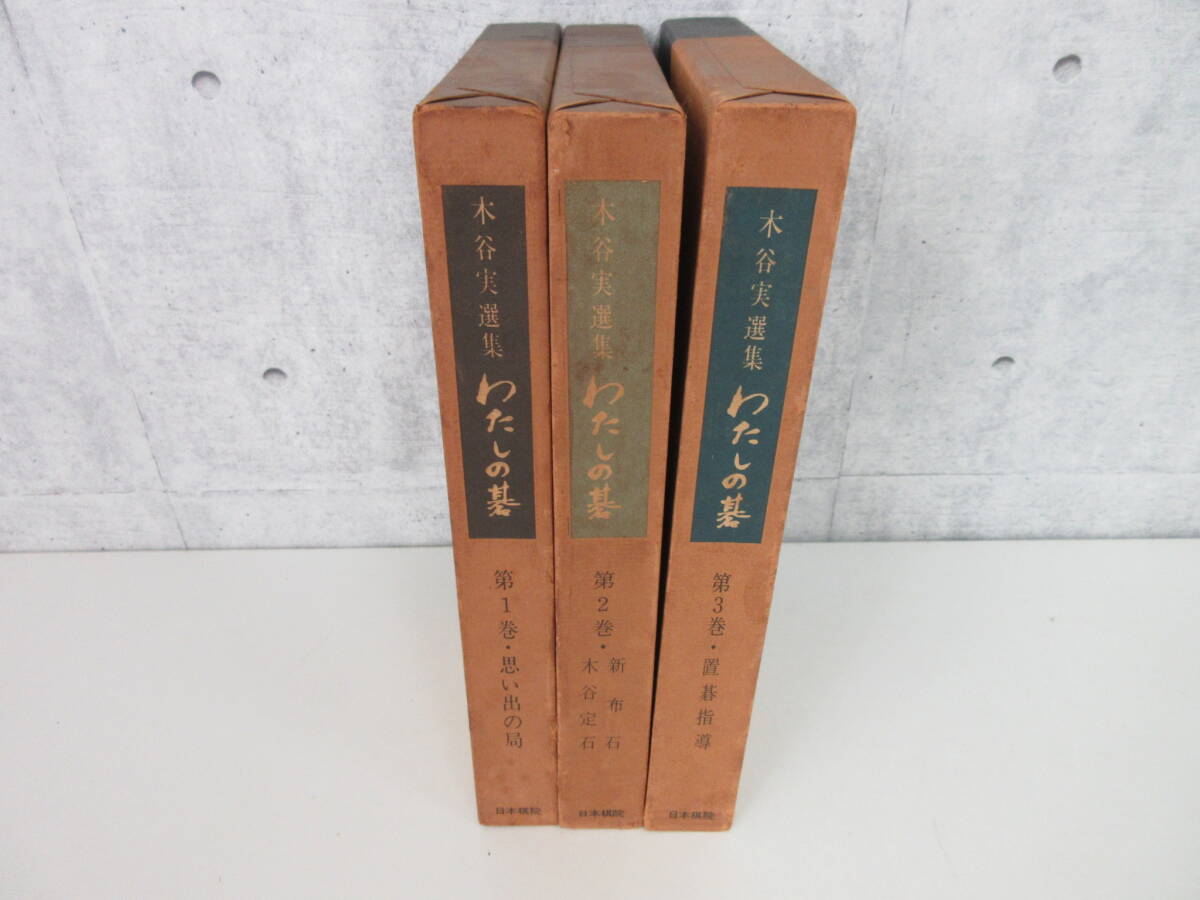 木谷実選集
わたしの碁
第1巻・思い出の局
日本棋院
木谷実選集
わたしの碁
第2巻・
新布石
木谷定石
日本棋院
木谷実選集
わたしの碁
第3巻・置碁指導
日本棋院